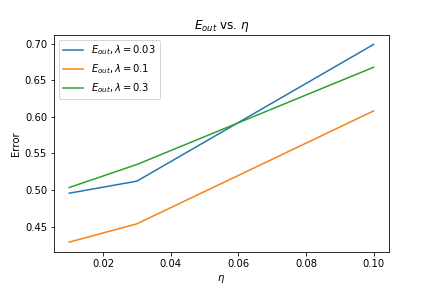 E_out vs. η
E_out, λ = 0.03
E_out, λ = 0.1
E_out, λ = 0.3
0.70
0.65
0.60
0.55
0.50
0.45
Error
0.02 0.04 0.06 0.08 0.10
η